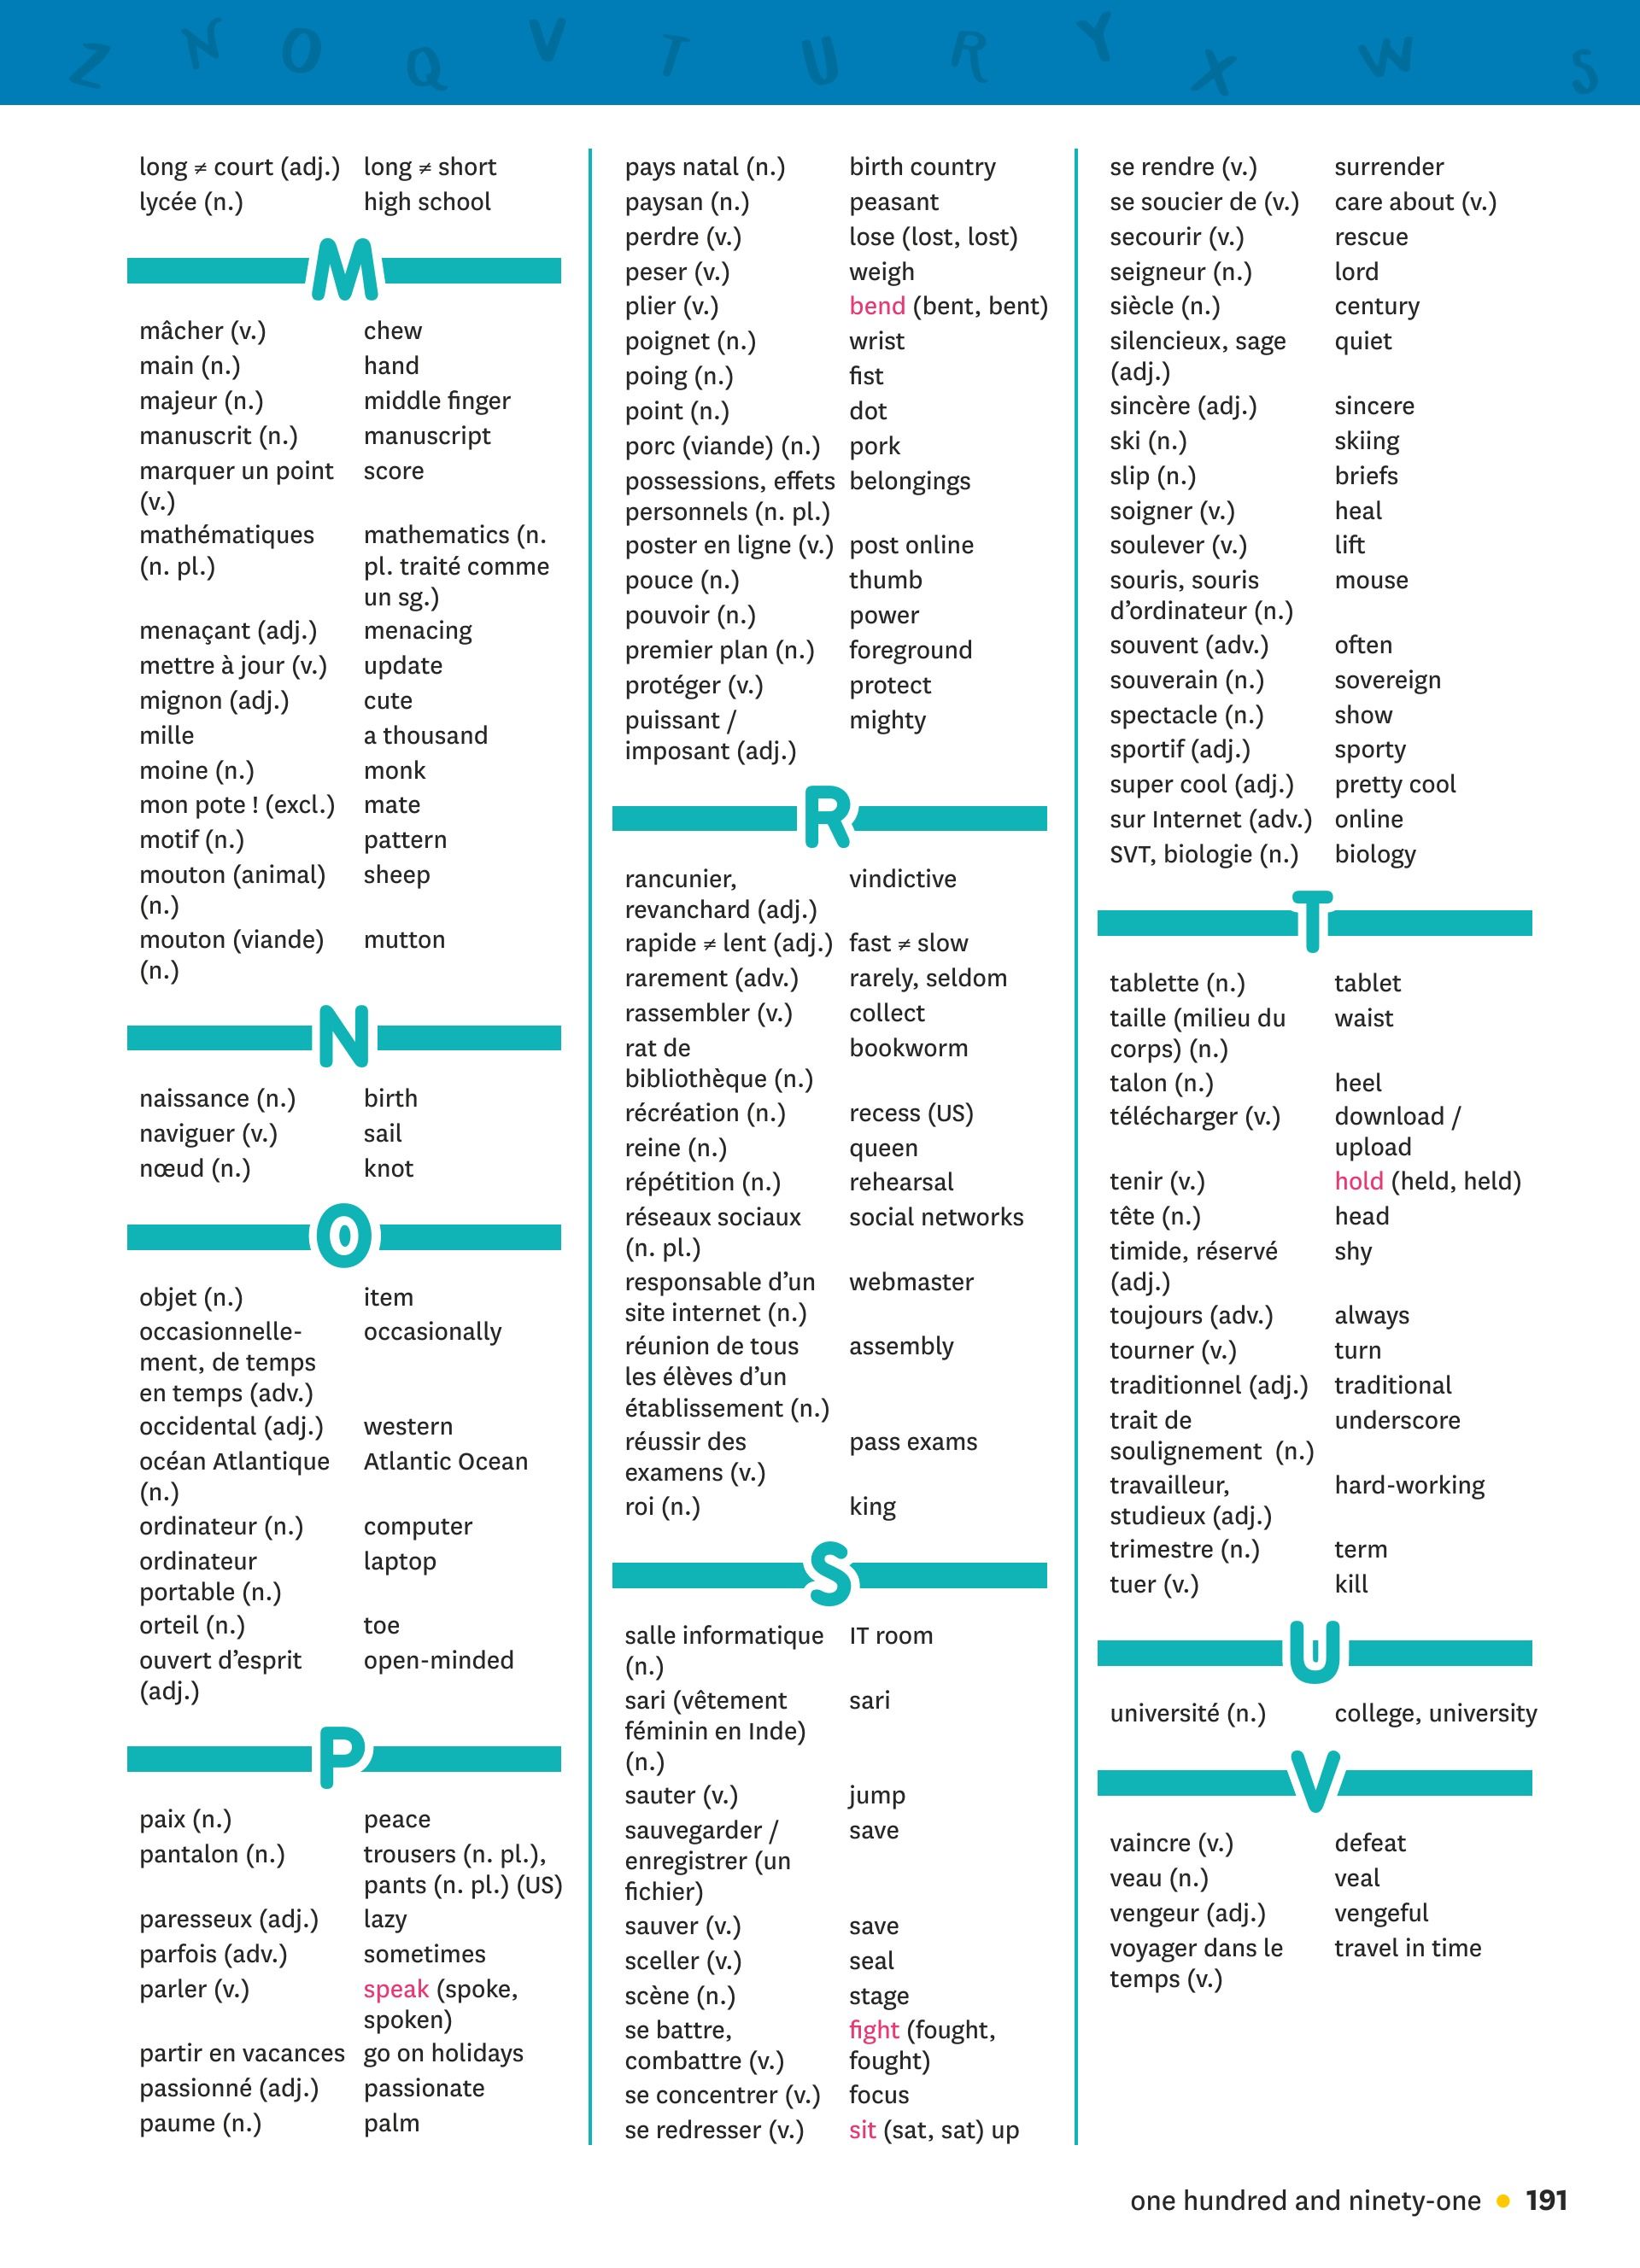 Z N O Q V T U R Y X W S
long ≠ court (adj.) long ≠ short
lycée (n.) high school
M
mâcher (v.) chew
main (n.) hand
majeur (n.) middle finger
manuscrit (n.) manuscript
marquer un point score
(v.)
mathématiques mathematics (n.
(n. pl.) pl. traité comme
un sg.)
menaçant (adj.) menacing
mettre à jour (v.) update
mignon (adj.) cute
mille a thousand
moine (n.) monk
mon pote ! (excl.) mate
motif (n.) pattern
mouton (animal) sheep
(n.)
mouton (viande) mutton
(n.)
N
naissance (n.) birth
naviguer (v.) sail
nœud (n.) knot
O
objet (n.) item
occasionnelle- occasionally
ment, de temps
en temps (adv.)
occidental (adj.) western
océan Atlantique Atlantic Ocean
(n.)
ordinateur (n.) computer
ordinateur laptop
portable (n.)
orteil (n.) toe
ouvert d’esprit open-minded
(adj.)
P
paix (n.) peace
pantalon (n.) trousers (n. pl.),
pants (n. pl.) (US)
paresseux (adj.) lazy
parfois (adv.) sometimes
parler (v.) speak (spoke,
spoken)
partir en vacances go on holidays
passionné (adj.) passionate
paume (n.) palm
pays natal (n.) birth country
paysan (n.) peasant
perdre (v.) lose (lost, lost)
peser (v.) weigh
plier (v.) bend (bent, bent)
poignet (n.) wrist
poing (n.) fist
point (n.) dot
porc (viande) (n.) pork
possessions, effets belongings
personnels (n. pl.)
poster en ligne (v.) post online
pouce (n.) thumb
pouvoir (n.) power
premier plan (n.) foreground
protéger (v.) protect
puissant / mighty
imposant (adj.)
R
rancunier, vindictive
revanchard (adj.)
rapide ≠ lent (adj.) fast ≠ slow
rarement (adv.) rarely, seldom
rassembler (v.) collect
rat de bookworm
bibliothèque (n.)
récréation (n.) recess (US)
reine (n.) queen
répétition (n.) rehearsal
réseaux sociaux social networks
(n. pl.)
responsable d’un webmaster
site internet (n.)
réunion de tous assembly
les élèves d’un
établissement (n.)
réussir des pass exams
examens (v.)
roi (n.) king
S
salle informatique IT room
(n.)
sari (vêtement sari
féminin en Inde)
(n.)
sauter (v.) jump
sauvegarder / save
enregistrer (un
fichier)
sauver (v.) save
sceller (v.) seal
scène (n.) stage
se battre, fight (fought,
combattre (v.) fought)
se concentrer (v.) focus
se redresser (v.) sit (sat, sat) up
se rendre (v.) surrender
se soucier de (v.) care about (v.)
secourir (v.) rescue
seigneur (n.) lord
siècle (n.) century
silencieux, sage quiet
(adj.)
sincère (adj.) sincere
ski (n.) skiing
slip (n.) briefs
soigner (v.) heal
soulever (v.) lift
souris, souris mouse
d’ordinateur (n.)
souvent (adv.) often
souverain (n.) sovereign
spectacle (n.) show
sportif (adj.) sporty
super cool (adj.) pretty cool
sur Internet (adv.) online
SVT, biologie (n.) biology
T
tablette (n.) tablet
taille (milieu du waist
corps) (n.)
talon (n.) heel
télécharger (v.) download /
upload
tenir (v.) hold (held, held)
tête (n.) head
timide, réservé shy
(adj.)
toujours (adv.) always
tourner (v.) turn
traditionnel (adj.) traditional
trait de underscore
soulignement (n.)
travailleur, hard-working
studieux (adj.)
trimestre (n.) term
tuer (v.) kill
U
université (n.) college, university
V
vaincre (v.) defeat
veau (n.) veal
vengeur (adj.) vengeful
voyager dans le travel in time
temps (v.)
one hundred and ninety-one • 191